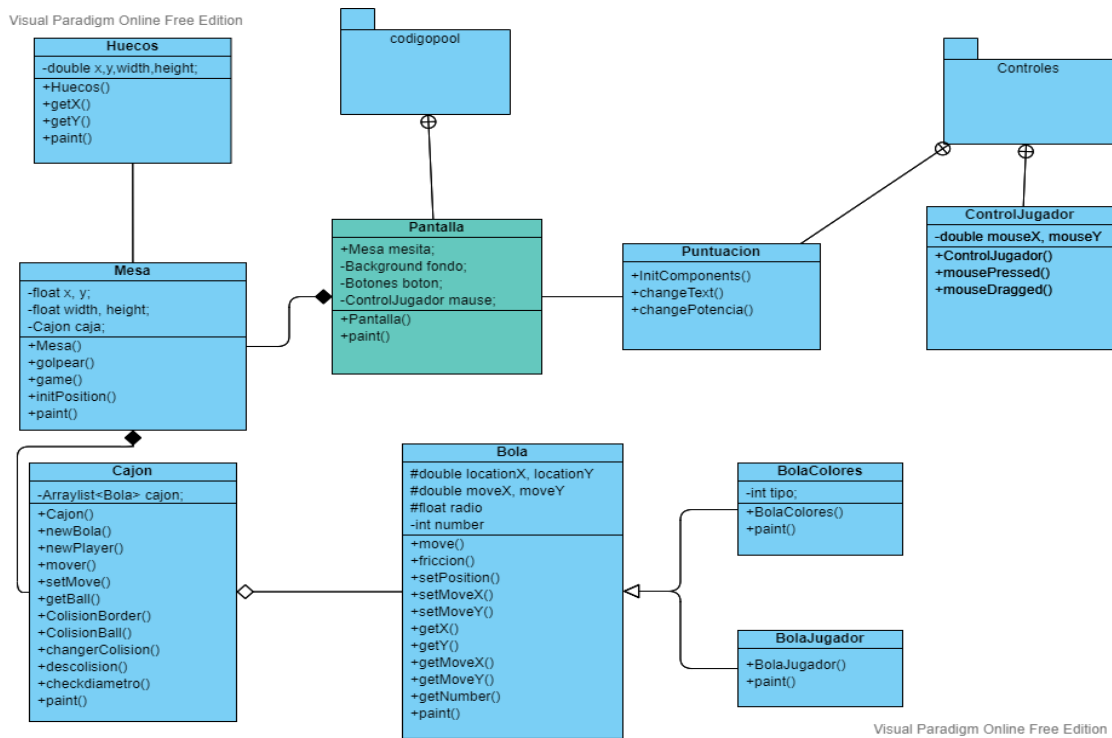 Visual Paradigm Online Free Edition
Huecos
-double x,y,width,height;
+Huecos()
+getX()
+getY()
+paint()
codigopool
Controles
Pantalla
+Mesa mesita;
-Background fondo;
-Botones boton;
-ControlJugador mause;
+Pantalla()
+paint()
Puntuacion
+InitComponents()
+changeText()
+changePotencia()
ControlJugador
-double mouseX, mouseY
+ControlJugador()
+mousePressed()
+mouseDragged()
Mesa
-float x, y;
-float width, height;
-Cajon caja;
+Mesa()
+golpear()
+game()
+initPosition()
+paint()
Cajon
-Arraylist<Bola> cajon;
+Cajon()
+newBola()
+newPlayer()
+mover()
+setMove()
+getBall()
+ColisionBorder()
+ColisionBall()
+changerColision()
+descolision()
+checkdiametro()
+paint()
Bola
#double locationX, locationY
#double moveX, moveY
#float radio
-int number
+move()
+friccion()
+setPosition()
+setMoveX()
+setMoveY()
+getX()
+getY()
+getMoveX()
+getMoveY()
+getNumber()
+paint()
BolaColores
-int tipo;
+BolaColores()
+paint()
BolaJugador
+BolaJugador()
+paint()
Visual Paradigm Online Free Edition